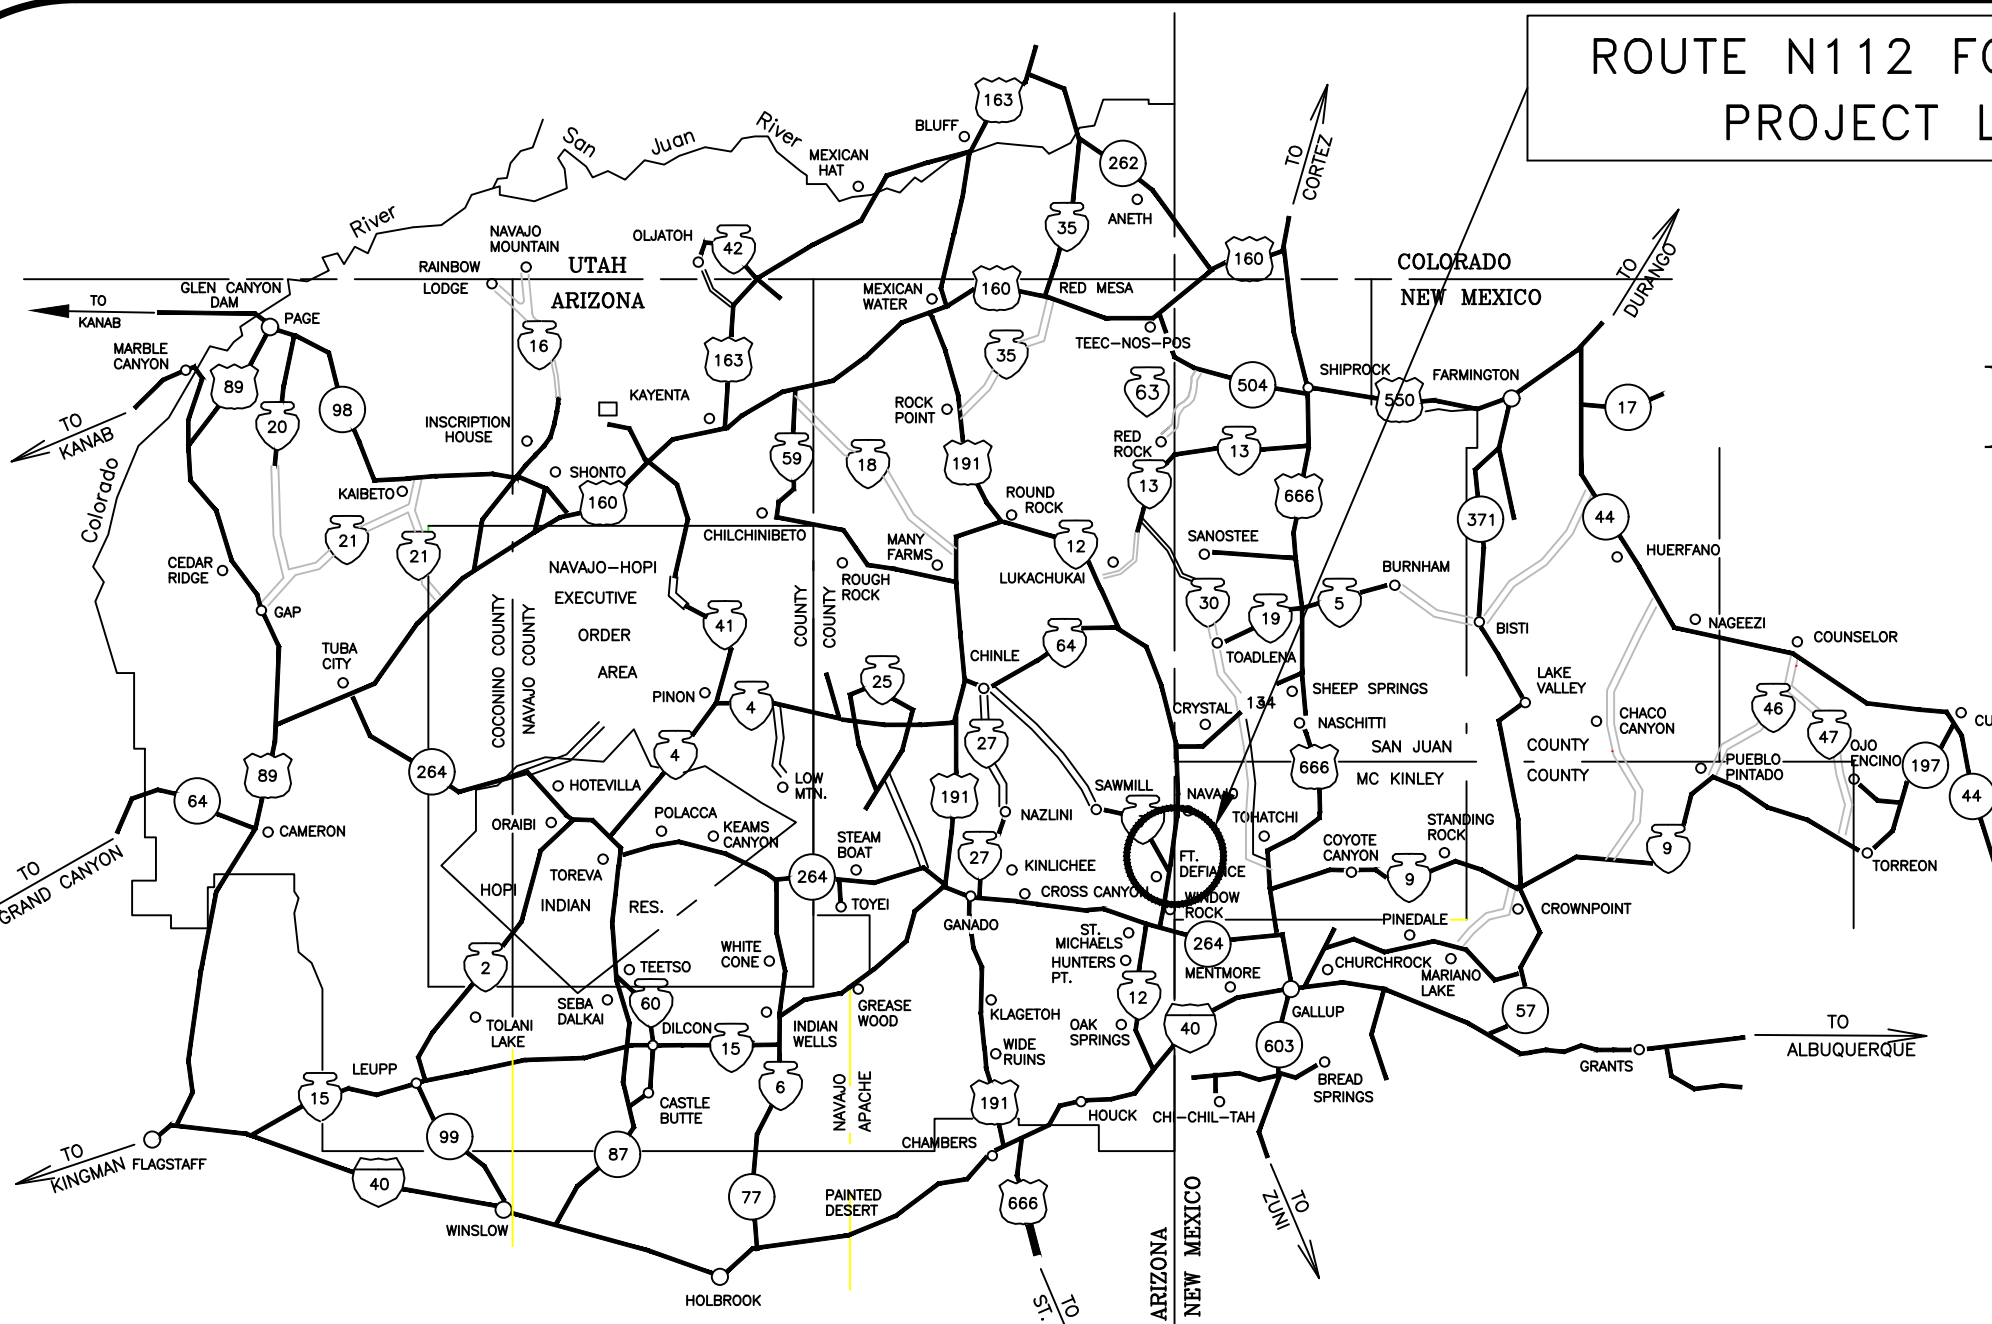 ROUTE N112
PROJECT
163
BLUFF
San
Juan
River
MEXICAN
HAT
262
TO
CORTEZ
ANETH
35
River
NAVAJO
MOUNTAIN
OLJATOH
42
160
UTAH
ARIZONA
COLORADO
NEW MEXICO
TO
DURANGO
RAINBOW
LODGE
GLEN CANYON
DAM
TO
KANAB
PAGE
MEXICAN
WATER
160
RED MESA
TEEC-NOS-POS
MARBLE
CANYON
89
20
98
16
163
35
63
504
SHIPROCK
550
FARMINGTON
17
TO
KANAB
KAYENTA
INSCRIPTION
HOUSE
ROCK
POINT
RED
ROCK
13
13
59
18
191
SHONTO
160
KAIBETO
Colorado
666
371
44
ROUND
ROCK
21
21
CHILCHINIBETO
MANY
FARMS
12
SANOSTEE
HUERFANO
CEDAR
RIDGE
NAVAJO-HOPI
EXECUTIVE
ORDER
AREA
ROUGH
ROCK
LUKACHUKAI
BURNHAM
30
19
5
GAP
COCONINO COUNTY
NAVAJO COUNTY
41
COUNTY
COUNTY
64
TOADLENA
BISTI
NAGEEZI
COUNSELOR
TUBA
CITY
PINON
4
25
CHINLE
SHEEP SPRINGS
LAKE
VALLEY
CRYSTAL
134
NASCHITTI
CHACO
CANYON
46
47
CU
4
27
SAN JUAN
MC KINLEY
COUNTY
COUNTY
OJO
ENCINO
197
89
264
HOTEVILLA
LOW
MTN.
191
SAWMILL
NAVAJO
666
PUEBLO
PINTADO
44
64
CAMERON
ORAIBI
POLACCA
KEAMS
CANYON
STEAM
BOAT
NAZLINI
TOHATCHI
STANDING
ROCK
COYOTE
CANYON
9
9
TORREON
TO
GRAND CANYON
TOREVA
HOPI
INDIAN
RES.
264
TOYEI
27
KINLICHEE
CROSS CANYON
FT.
DEFIANCE
WINDOW
ROCK
PINEDALE
CROWNPOINT
GANADO
ST.
MICHAELS
HUNTERS
PT.
264
MENTMORE
CHURCHROCK
MARIANO
LAKE
2
TEETSO
WHITE
CONE
SEBA
DALKAI
60
GREASE
WOOD
TOLANI
LAKE
DILCON
15
INDIAN
WELLS
KLAGETOH
12
OAK
SPRINGS
40
GALLUP
57
WIDE
RUINS
603
TO
ALBUQUERQUE
GRANTS
LEUPP
15
6
NAVAJO
APACHE
191
BREAD
SPRINGS
CASTLE
BUTTE
HOUCK
CHI-CHIL-TAH
99
87
CHAMBERS
TO
KINGMAN
FLAGSTAFF
40
77
PAINTED
DESERT
666
TO
ZUNI
WINSLOW
ARIZONA
NEW MEXICO
HOLBROOK
TO
ST.